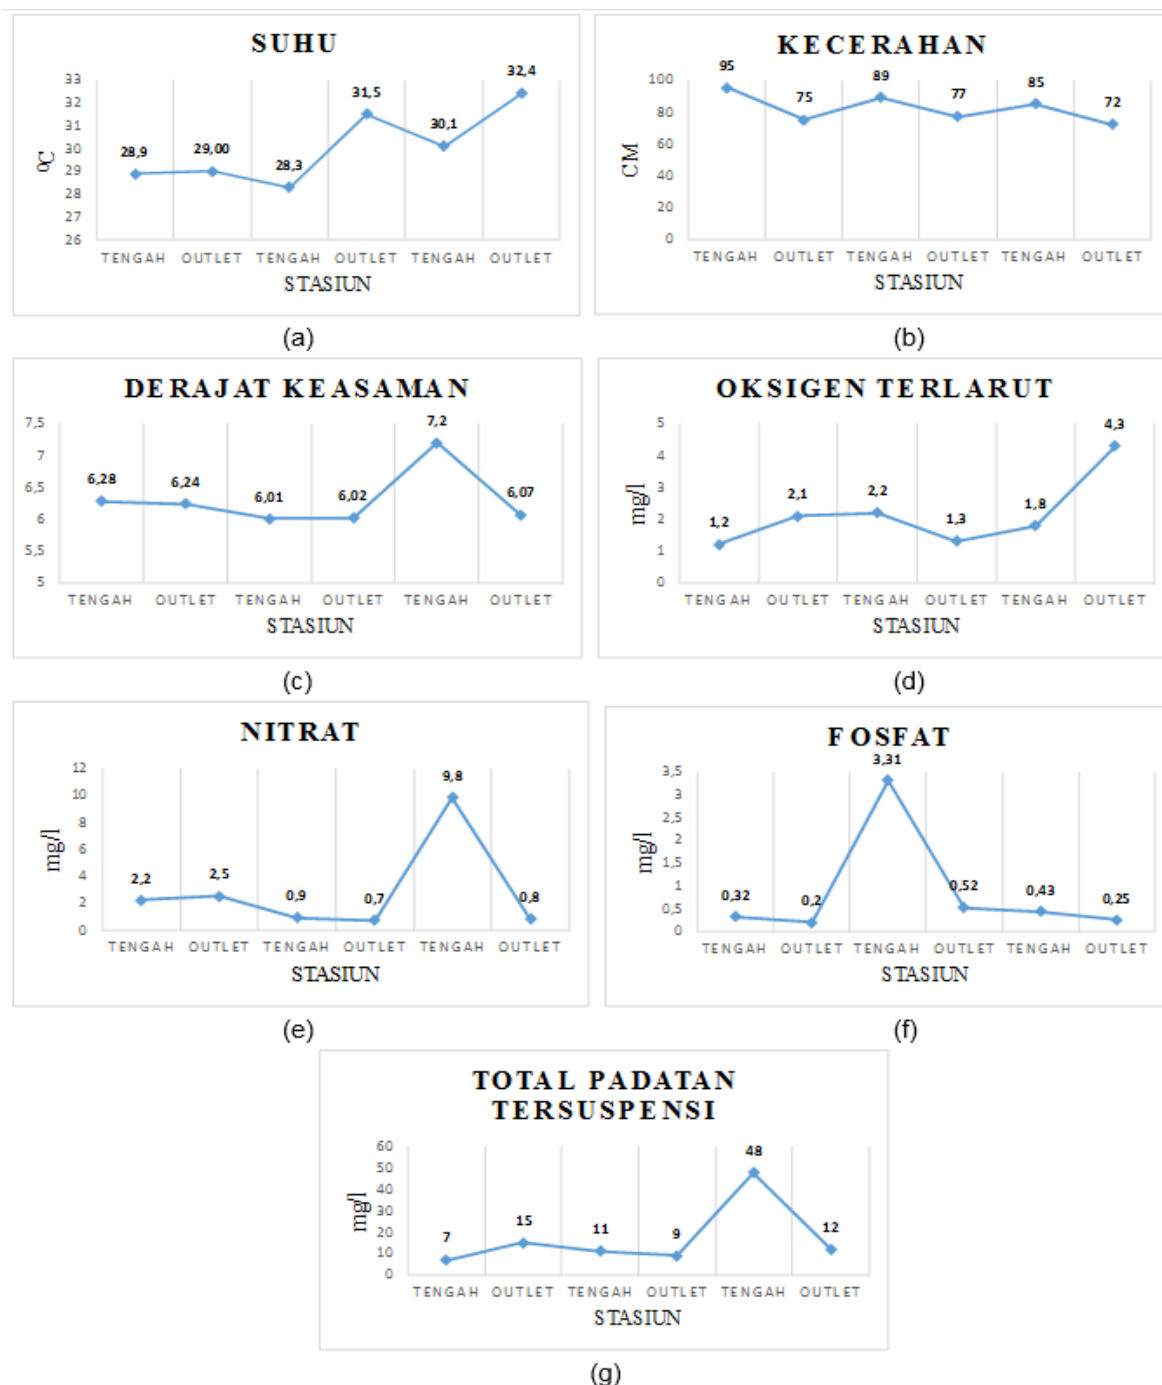 SUHU
33
32
31
30
29
28
27
26
28,9
29,00
28,3
31,5
30,1
32,4
ºC
TENGAH OUTLET TENGAH OUTLET TENGAH OUTLET
STASIUN
(a)
KECERAHAN
100
80
60
40
20
0
95
75
89
77
85
72
CM
TENGAH OUTLET TENGAH OUTLET TENGAH OUTLET
STASIUN
(b)
DERAJAT KEASAMAN
7,5
7
6,5
6
5,5
5
6,28
6,24
6,01
6,02
7,2
6,07
TENGAH OUTLET TENGAH OUTLET TENGAH OUTLET
STASIUN
(c)
OKSIGEN TERLARUT
5
4
3
2
1
0
1,2
2,1
2,2
1,3
1,8
4,3
mg/l
TENGAH OUTLET TENGAH OUTLET TENGAH OUTLET
STASIUN
(d)
NITRAT
12
10
8
6
4
2
0
2,2
2,5
0,9
0,7
9,8
0,8
mg/l
TENGAH OUTLET TENGAH OUTLET TENGAH OUTLET
STASIUN
(e)
FOSFAT
3,5
3
2,5
2
1,5
1
0,5
0
0,32
0,2
3,31
0,52
0,43
0,25
mg/l
TENGAH OUTLET TENGAH OUTLET TENGAH OUTLET
STASIUN
(f)
TOTAL PADATAN
TERSUSPENSI
60
50
40
30
20
10
0
7
15
11
9
48
12
mg/l
TENGAH OUTLET TENGAH OUTLET TENGAH OUTLET
STASIUN
(g)